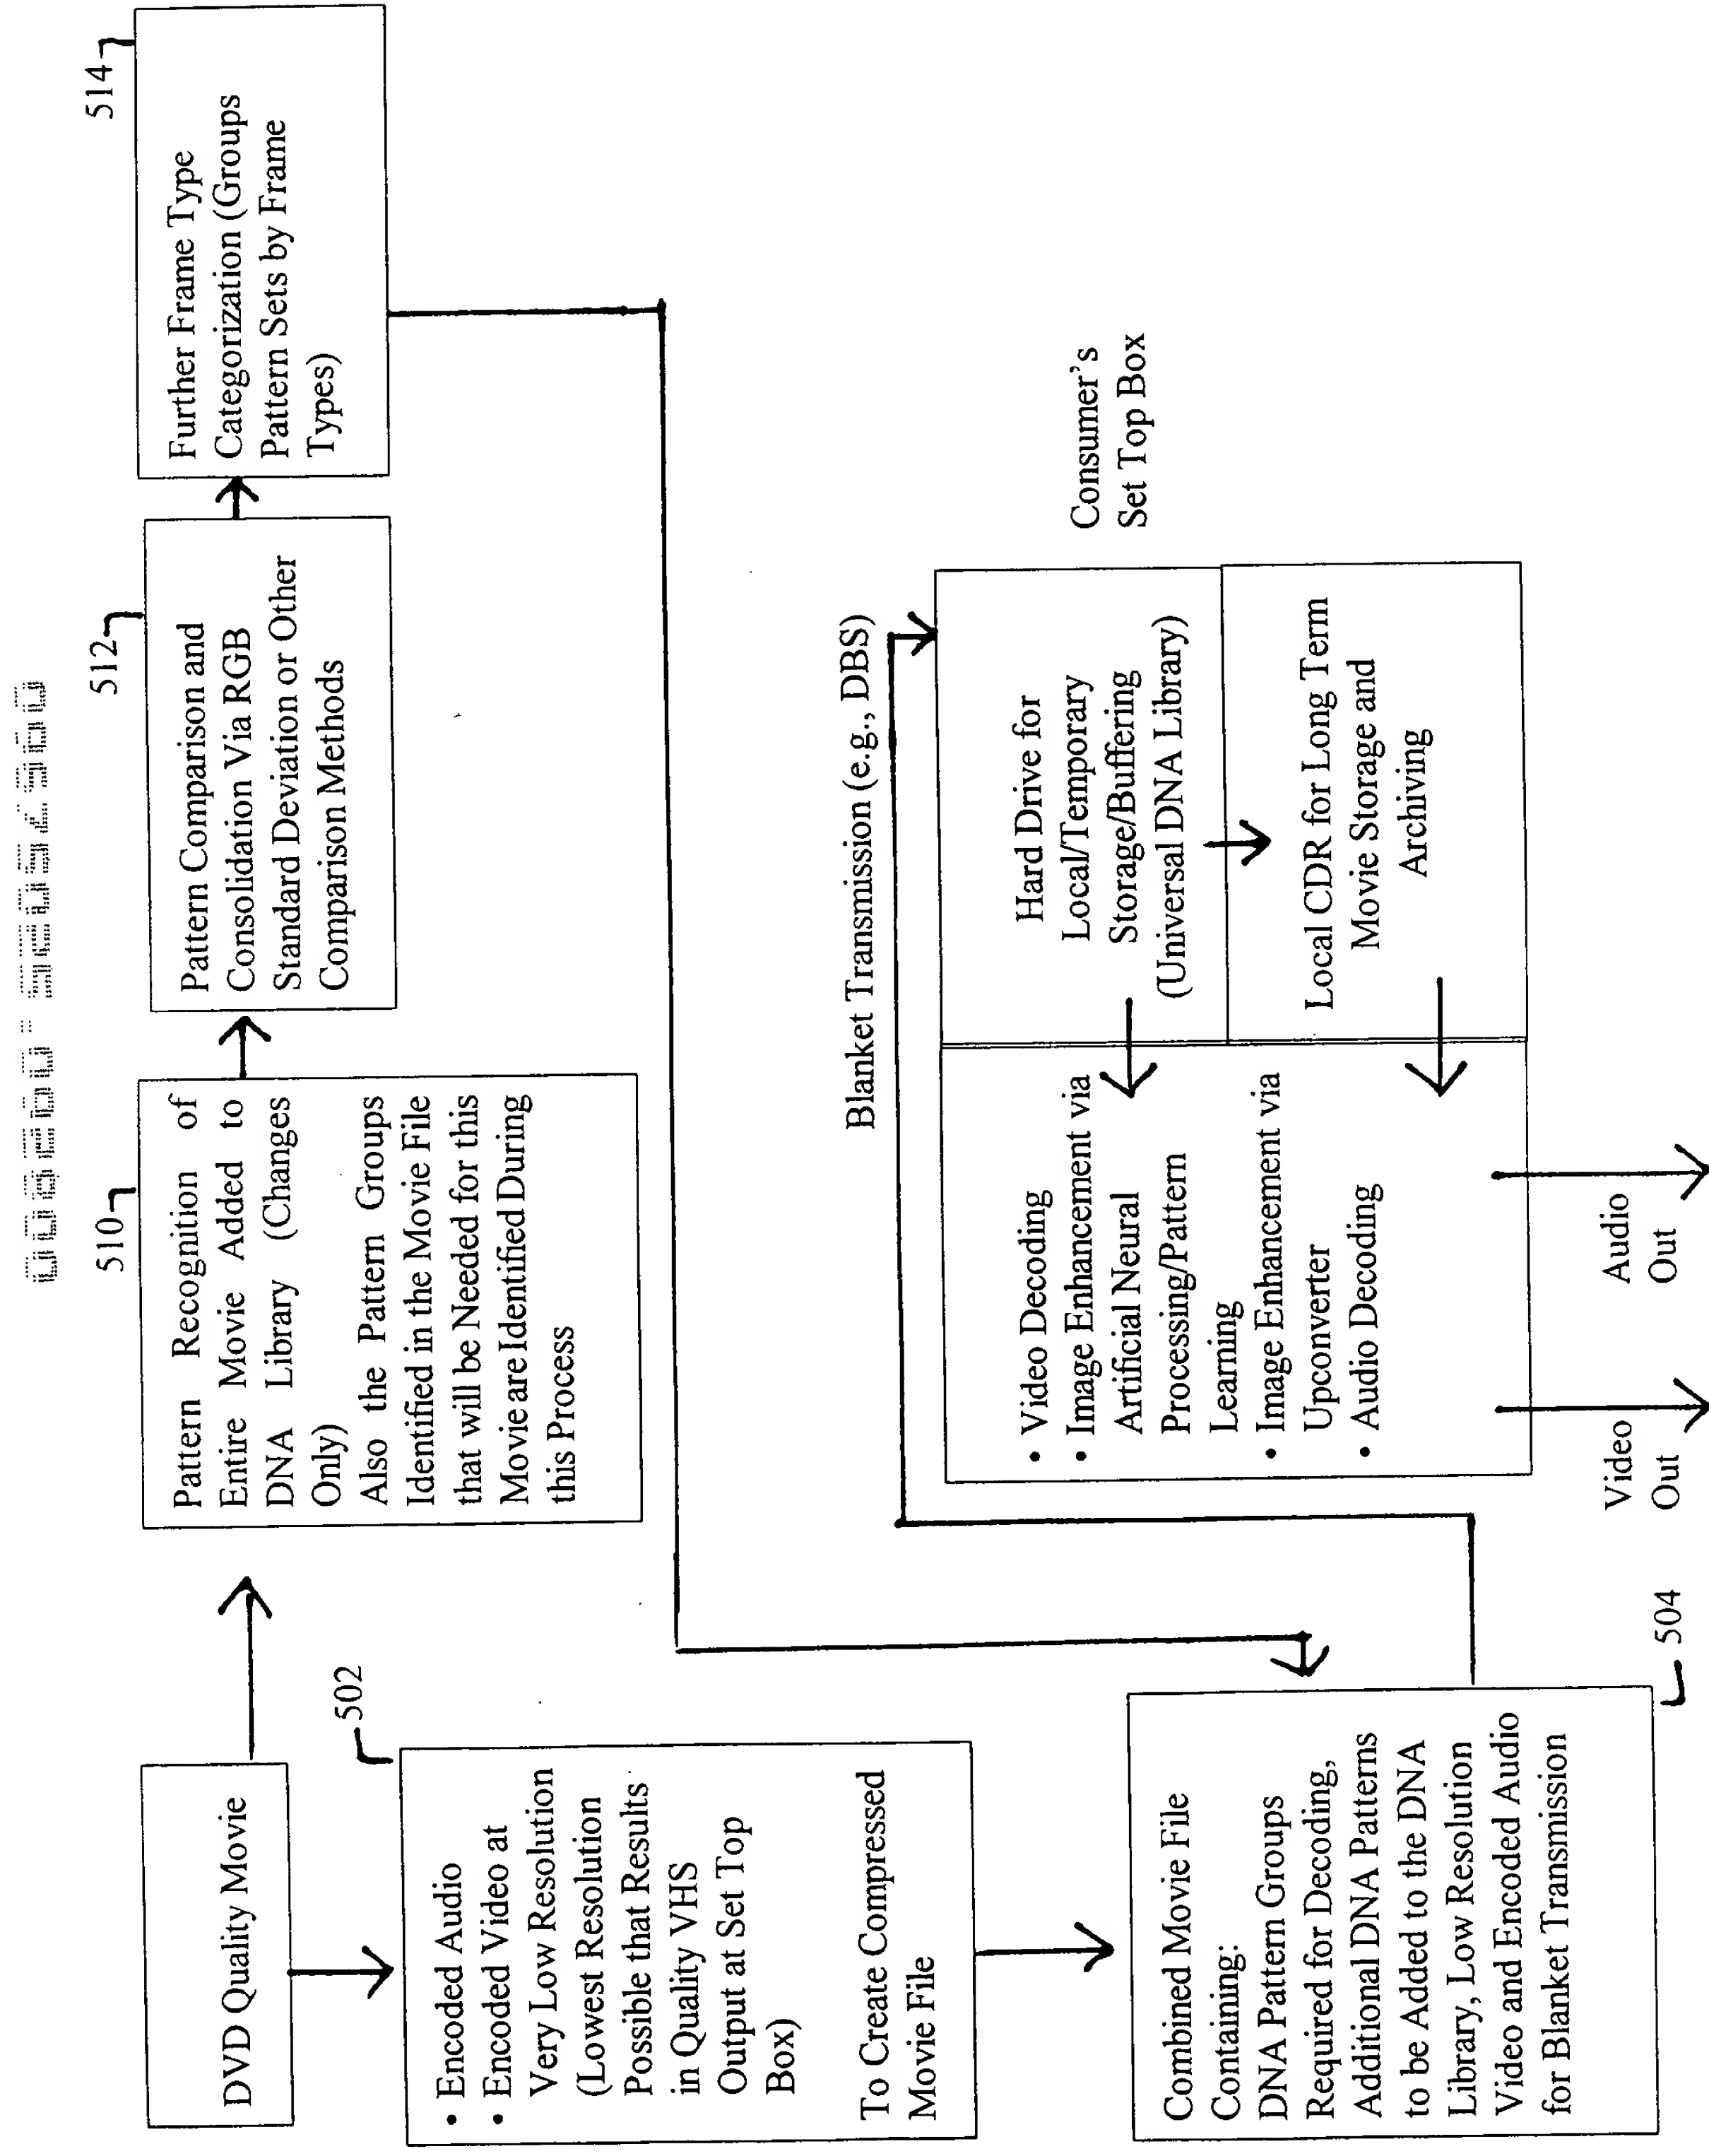 DVD Quality Movie
510
Pattern Recognition of
Entire Movie Added to
DNA Library (Changes
Only)
Also the Pattern Groups
Identified in the Movie File
that will be Needed for this
Movie are Identified During
this Process
512
Pattern Comparison and
Consolidation Via RGB
Standard Deviation or Other
Comparison Methods
514
Further Frame Type
Categorization (Groups
Pattern Sets by Frame
Types)
502
• Encoded Audio
• Encoded Video at
Very Low Resolution
(Lowest Resolution
Possible that Results
in Quality VHS
Output at Set Top
Box)
To Create Compressed
Movie File
Combined Movie File
Containing:
DNA Pattern Groups
Required for Decoding,
Additional DNA Patterns
to be Added to the DNA
Library, Low Resolution
Video and Encoded Audio
for Blanket Transmission
504
Blanket Transmission (e.g., DBS)
• Video Decoding
• Image Enhancement via
Artificial Neural
Processing/Pattern
Learning
• Image Enhancement via
Upconverter
• Audio Decoding
Hard Drive for
Local/Temporary
Storage/Buffering
(Universal DNA Library)
Local CDR for Long Term
Movie Storage and
Archiving
Consumer's
Set Top Box
Video
Out
Audio
Out